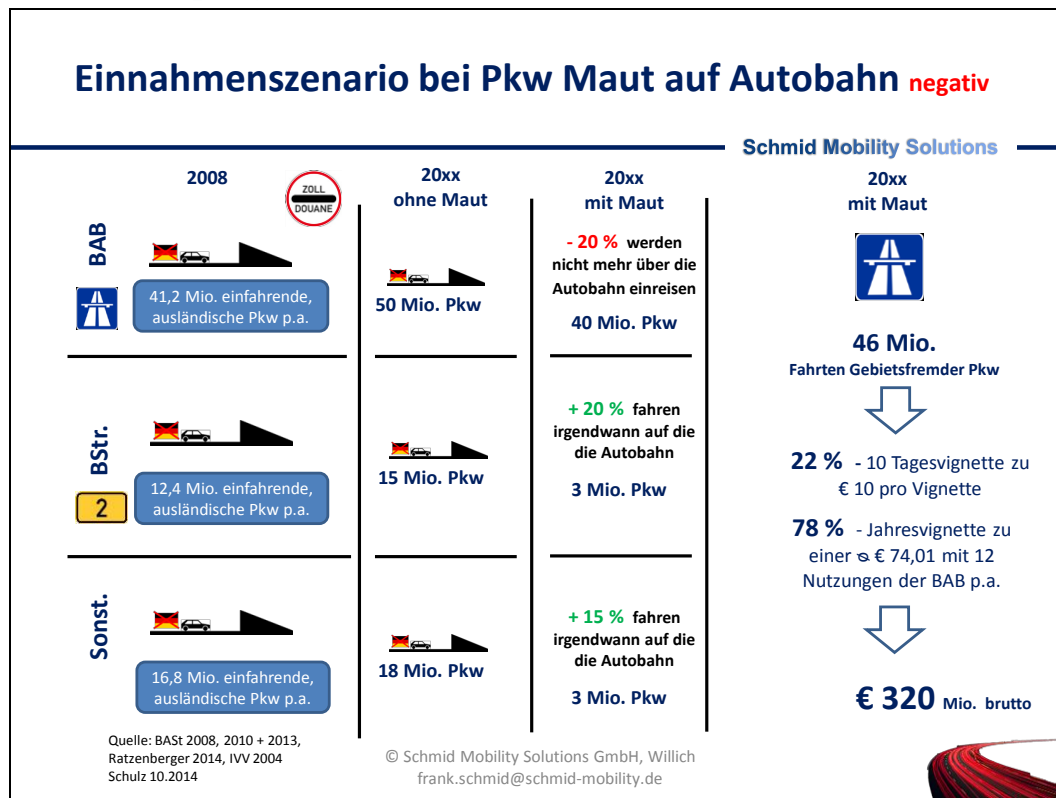 Einnahmenszenario bei Pkw Maut auf Autobahn negativ
Schmid Mobility Solutions
2008
ZOLL
DOUANE
20xx
ohne Maut
20xx
mit Maut
20xx
mit Maut
BAB
41,2 Mio. einfahrende,
ausländische Pkw p.a.
50 Mio. Pkw
- 20 % werden
nicht mehr über die
Autobahn einreisen
40 Mio. Pkw
BStr.
2
12,4 Mio. einfahrende,
ausländische Pkw p.a.
15 Mio. Pkw
+ 20 % fahren
irgendwann auf die
die Autobahn
3 Mio. Pkw
Sonst.
16,8 Mio. einfahrende,
ausländische Pkw p.a.
18 Mio. Pkw
+ 15 % fahren
irgendwann auf die
die Autobahn
3 Mio. Pkw
46 Mio.
Fahrten Gebietsfremder Pkw
22 % - 10 Tagesvignette zu
€ 10 pro Vignette
78 % - Jahresvignette zu
einer ⌀ € 74,01 mit 12
Nutzungen der BAB p.a.
€ 320 Mio. brutto
Quelle: BASt 2008, 2010 + 2013,
Ratzenberger 2014, IVV 2004
Schulz 10.2014
© Schmid Mobility Solutions GmbH, Willich
frank.schmid@schmid-mobility.de